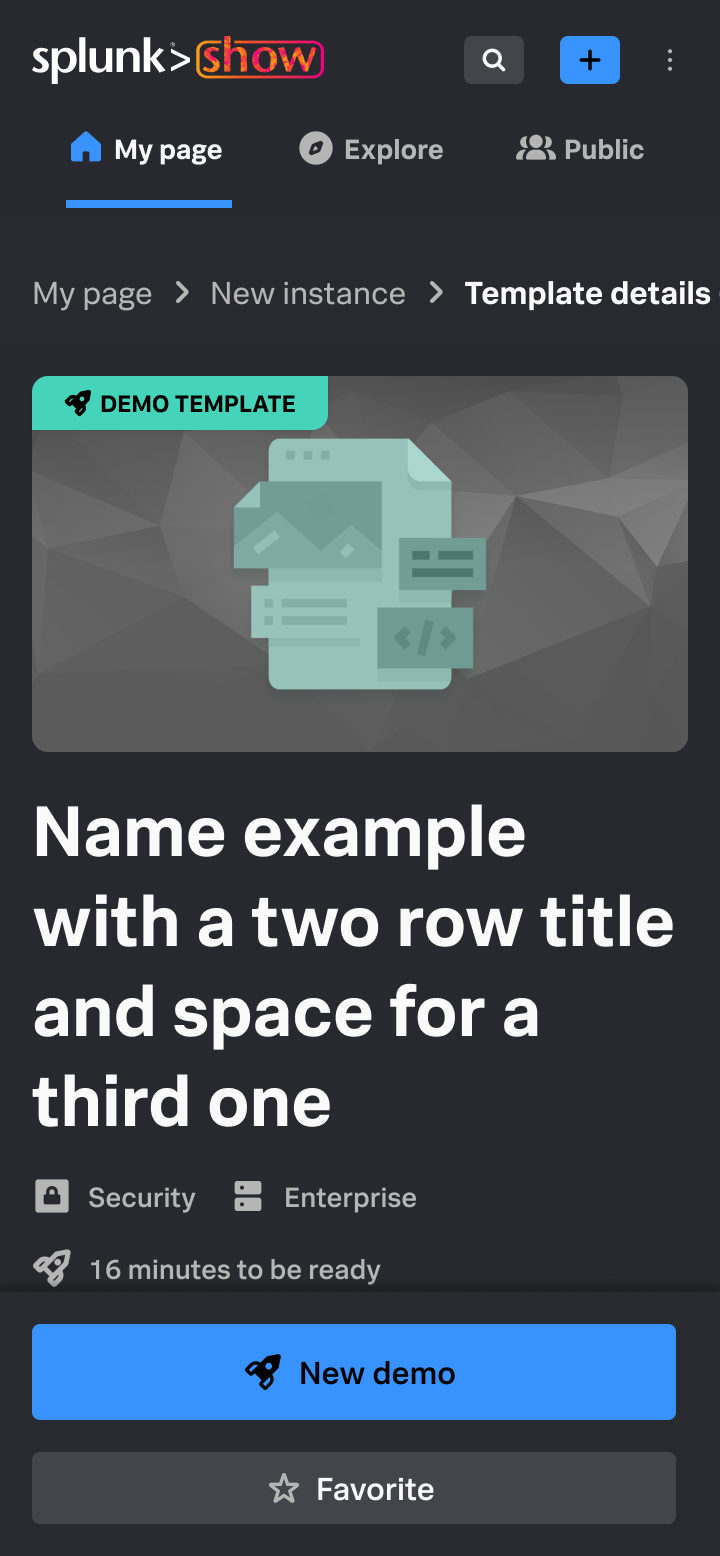 splunk> show
My page
Explore
Public
My page > New instance > Template details
DEMO TEMPLATE
</>
Name example
with a two row title
and space for a
third one
Security
Enterprise
16 minutes to be ready
New demo
Favorite